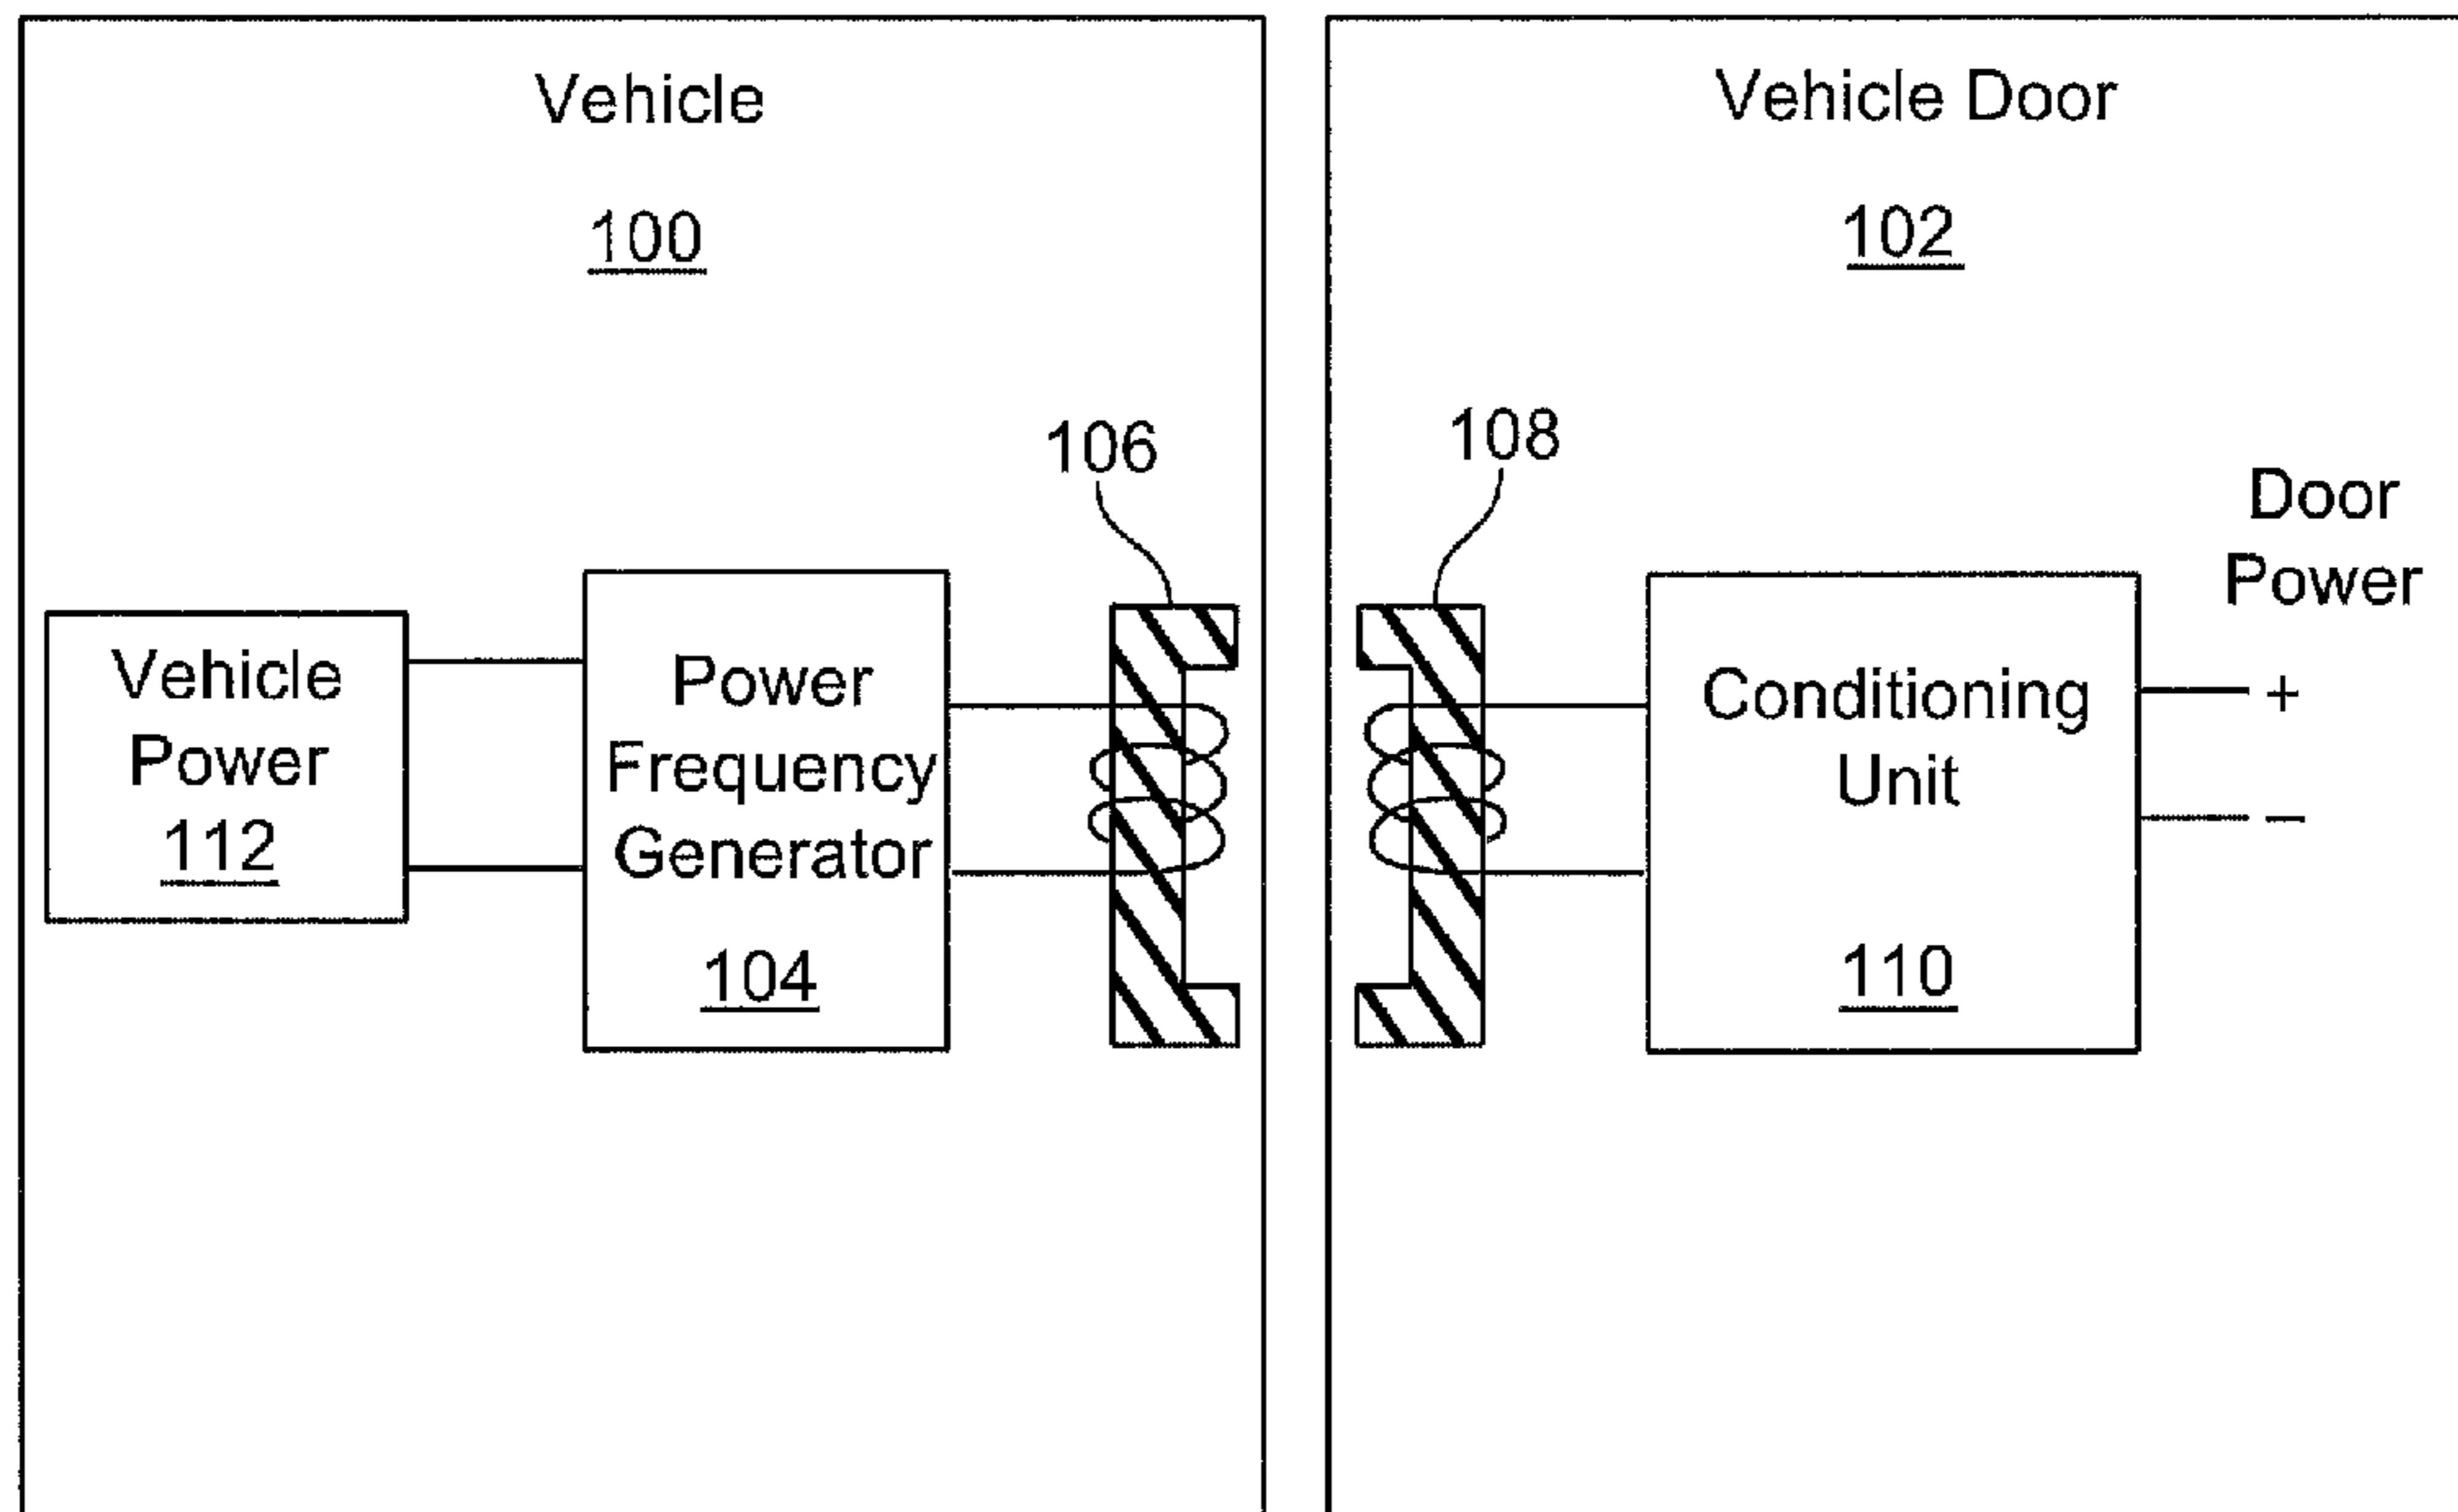 Vehicle
100
Vehicle Door
102
106
108
Door
Power
Vehicle
Power
112
Power
Frequency
Generator
104
Conditioning
Unit
110
+
−